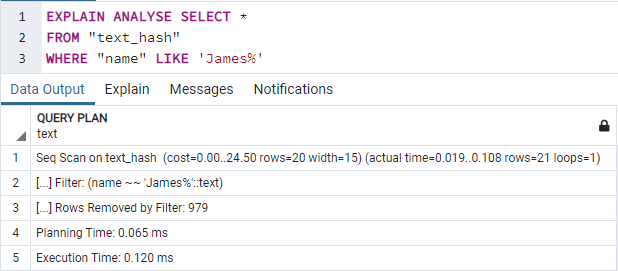 1 EXPLAIN ANALYSE SELECT *
2 FROM "text_hash"
3 WHERE "name" LIKE 'James%'
Data Output Explain Messages Notifications
QUERY PLAN
text
1 Seq Scan on text_hash (cost=0.00..24.50 rows=20 width=15) (actual time=0.019..0.108 rows=21 loops=1)
2 [...] Filter: (name ~~ 'James%'::text)
3 [...] Rows Removed by Filter: 979
4 Planning Time: 0.065 ms
5 Execution Time: 0.120 ms